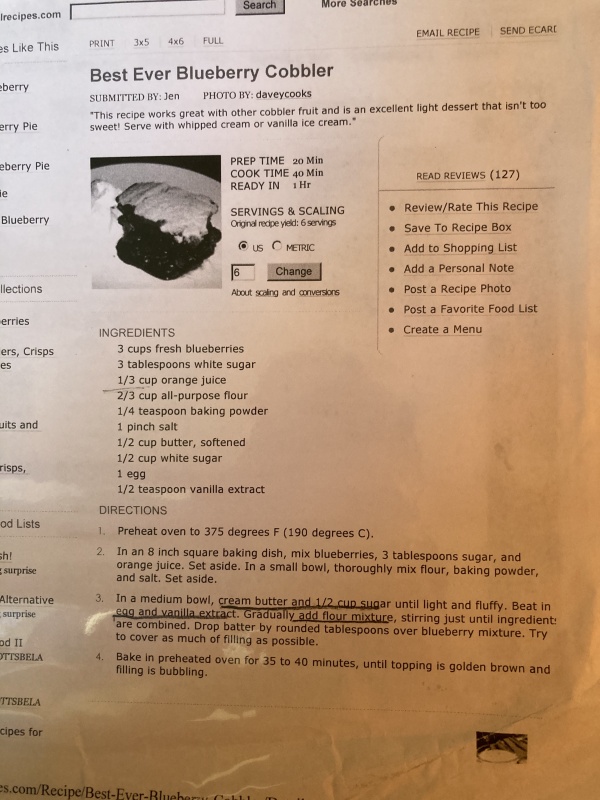 lrecipes.com
Search
More Searches
es Like This
PRINT 3x5 4x6 FULL
EMAIL RECIPE SEND ECARD
eberry
Best Ever Blueberry Cobbler
SUBMITTED BY: Jen PHOTO BY: daveycooks
"This recipe works great with other cobbler fruit and is an excellent light dessert that isn't too
sweet! Serve with whipped cream or vanilla ice cream."
erry Pie
eberry Pie
ie
Blueberry
PREP TIME 20 Min
COOK TIME 40 Min
READY IN 1 Hr
SERVINGS & SCALING
Original recipe yield: 6 servings
US METRIC
6 Change
About scaling and conversions
READ REVIEWS (127)
Review/Rate This Recipe
Save To Recipe Box
Add to Shopping List
Add a Personal Note
Post a Recipe Photo
Post a Favorite Food List
Create a Menu
llections
erries
ers, Crisps
es
uits and
risps,
INGREDIENTS
3 cups fresh blueberries
3 tablespoons white sugar
1/3 cup orange juice
2/3 cup all-purpose flour
1/4 teaspoon baking powder
1 pinch salt
1/2 cup butter, softened
1/2 cup white sugar
1 egg
1/2 teaspoon vanilla extract
DIRECTIONS
1. Preheat oven to 375 degrees F (190 degrees C).
2. In an 8 inch square baking dish, mix blueberries, 3 tablespoons sugar, and
orange juice. Set aside. In a small bowl, thoroughly mix flour, baking powder,
and salt. Set aside.
3. In a medium bowl, cream butter and 1/2 cup sugar until light and fluffy. Beat in
egg and vanilla extract. Gradually add flour mixture, stirring just until ingredients
are combined. Drop batter by rounded tablespoons over blueberry mixture. Try
to cover as much of filling as possible.
4. Bake in preheated oven for 35 to 40 minutes, until topping is golden brown and
filling is bubbling.
od Lists
sh!
surprise
Alternative
surprise
od II
OTTSBELA
TTSBELA
cipes for
es.com/Recipe/Best-Ever-Blueberry-Cobbler